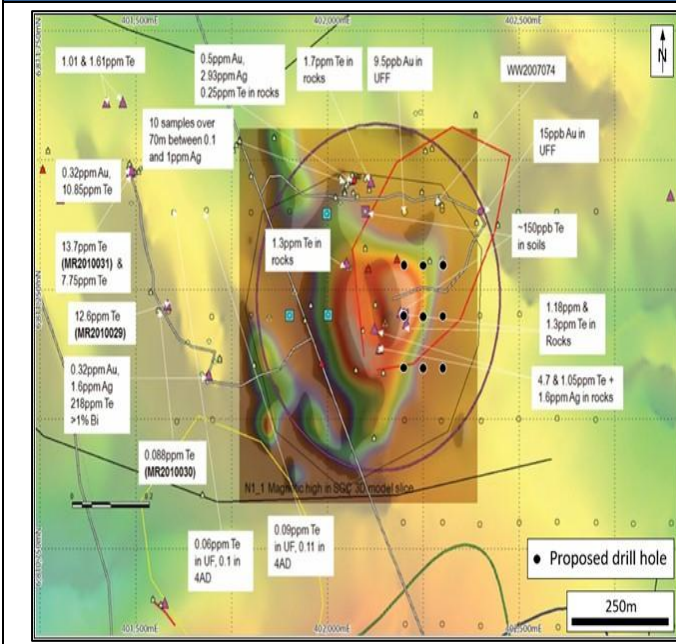 401,500mE
402,000mE
402,500mE
N
1.01 & 1.61ppm Te
0.5ppm Au,
2.93ppm Ag
0.25ppm Te in rocks
1.7ppm Te in
rocks
9.5ppb Au in
UFF
WW2007074
10 samples over
70m between 0.1
and 1ppm Ag
15ppb Au in
UFF
0.32ppm Au,
10.85ppm Te
13.7ppm Te
(MR2010031) &
7.75ppm Te
1.3ppm Te in
rocks
~150ppb Te
in soils
12.6ppm Te
(MR2010029)
1.18ppm &
1.3ppm Te in
Rocks
0.32ppm Au,
1.6ppm Ag
218ppm Te
>1% Bi
4.7 & 1.05ppm Te +
1.6ppm Ag in rocks
0.088ppm Te
(MR2010030)
N1_1 Magnetic high in SGC 3D model slice
0.06ppm Te
in UF, 0.1 in
4AD
0.09ppm Te
in UF, 0.11 in
4AD
Proposed drill hole
250m
401,500mE
402,000mE
402,500mE